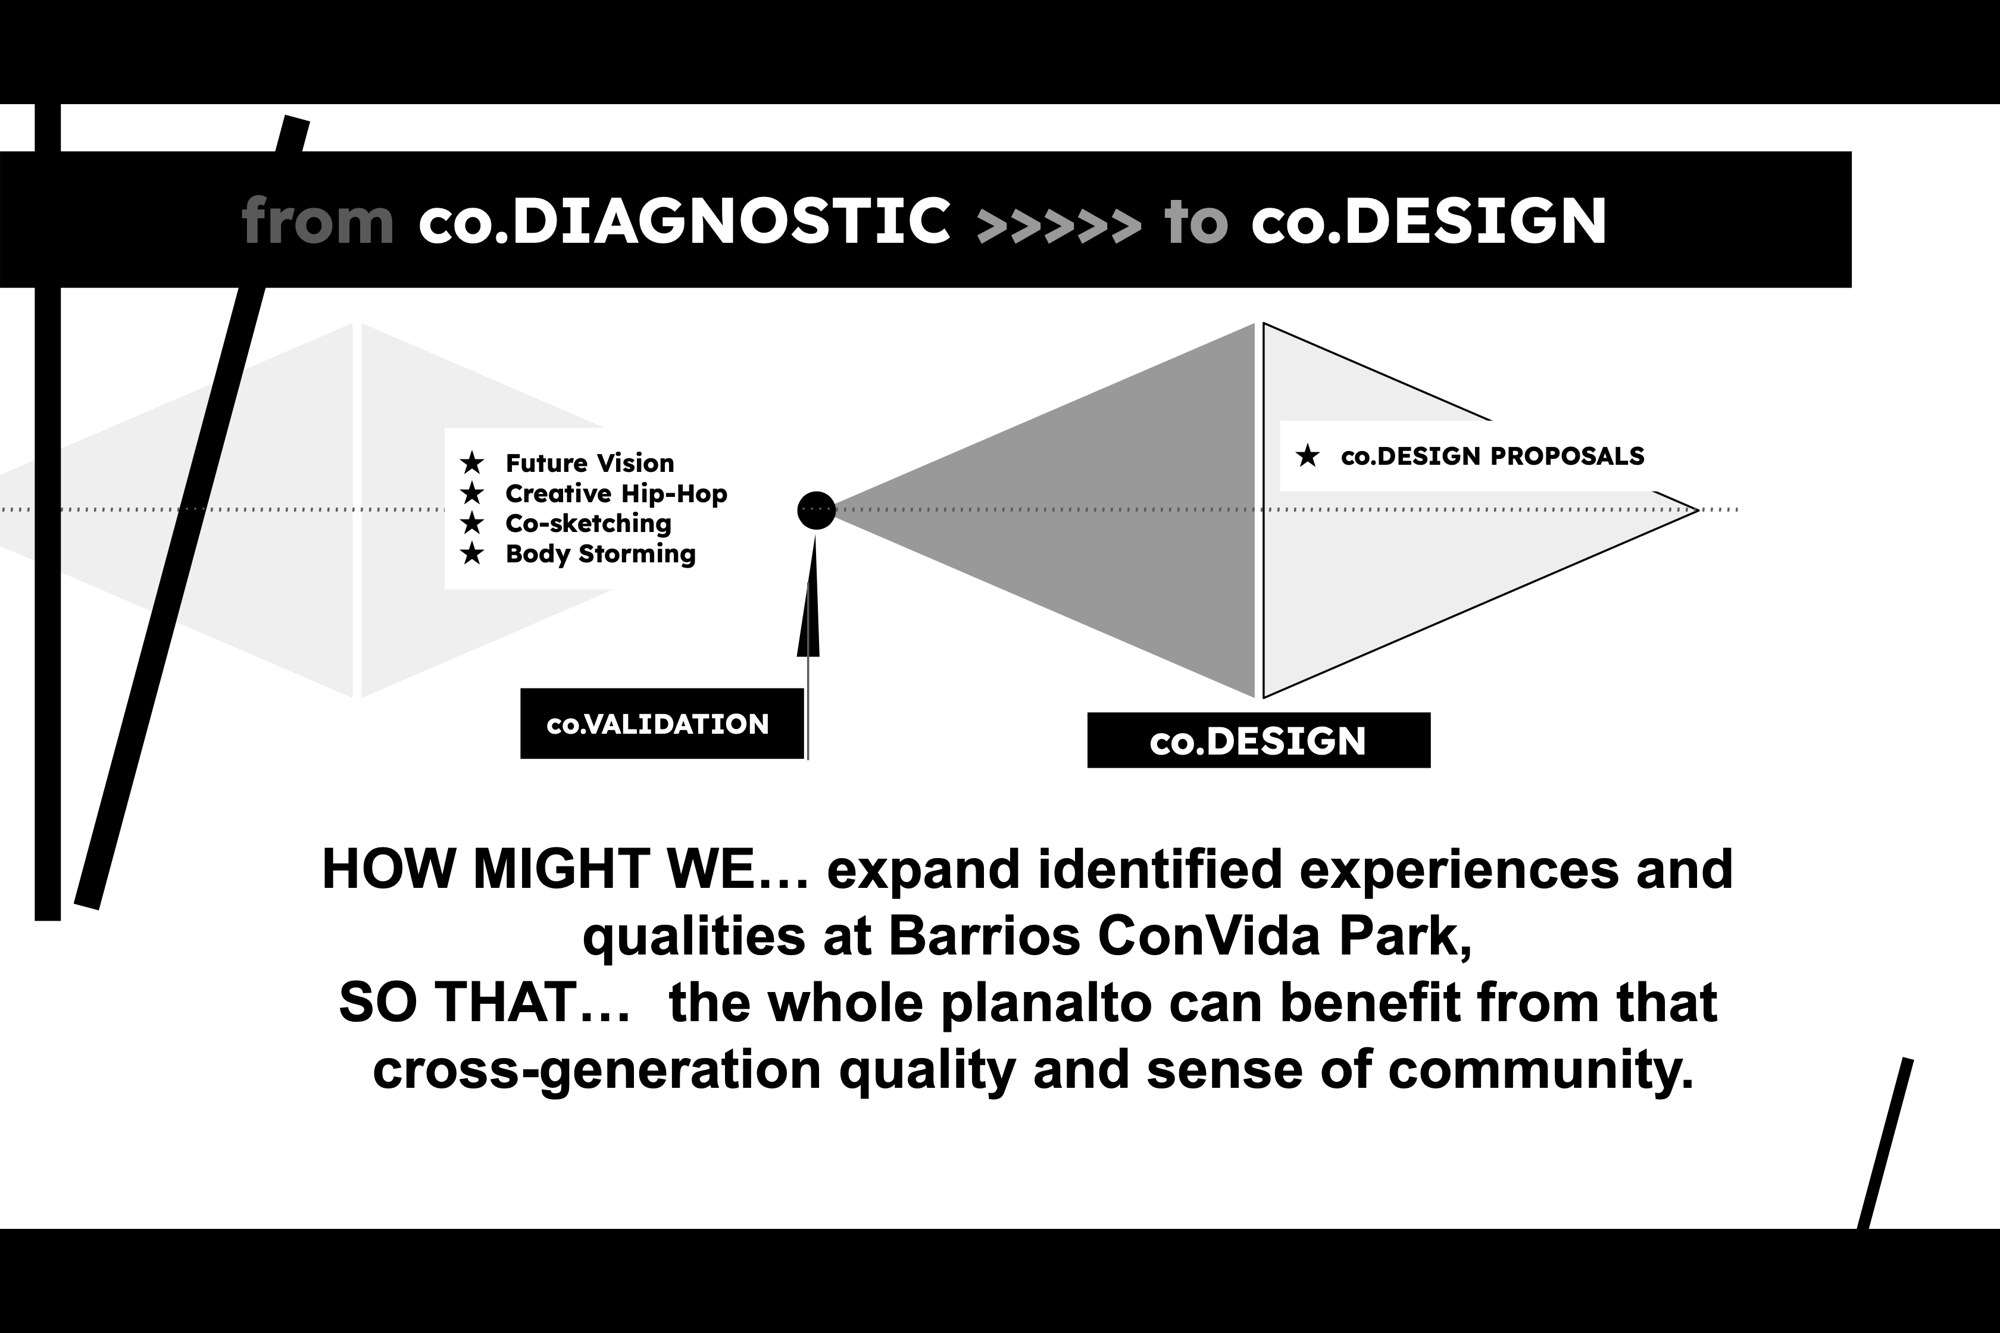 from co.DIAGNOSTIC >>>>> to co.DESIGN
★ Future Vision
★ Creative Hip-Hop
★ Co-sketching
★ Body Storming
★ co.DESIGN PROPOSALS
co.VALIDATION
co.DESIGN
HOW MIGHT WE… expand identified experiences and
qualities at Barrios ConVida Park,
SO THAT… the whole planalto can benefit from that
cross-generation quality and sense of community.